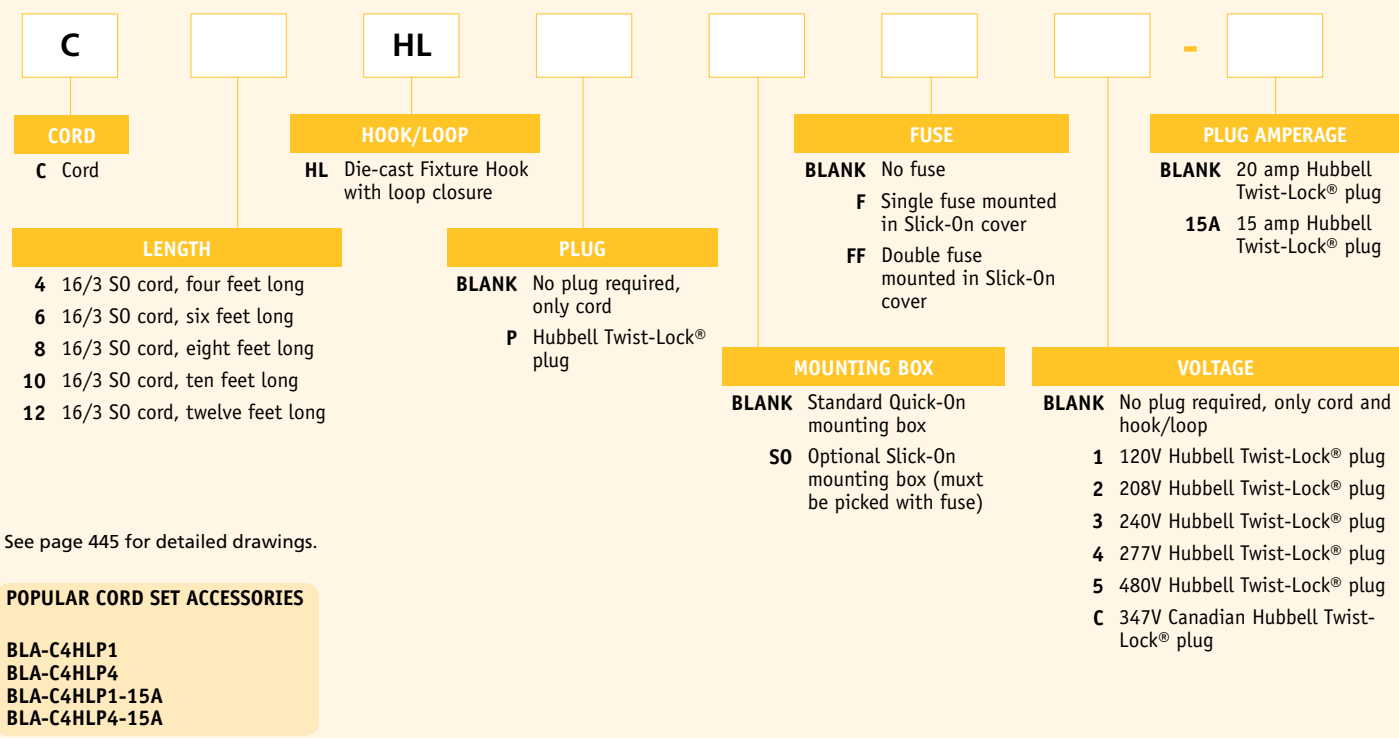 C
HL
-
CORD
C Cord
LENGTH
4 16/3 SO cord, four feet long
6 16/3 SO cord, six feet long
8 16/3 SO cord, eight feet long
10 16/3 SO cord, ten feet long
12 16/3 SO cord, twelve feet long
HOOK/LOOP
HL Die-cast Fixture Hook
with loop closure
PLUG
BLANK No plug required,
only cord
P Hubbell Twist-Lock®
plug
MOUNTING BOX
BLANK Standard Quick-On
mounting box
SO Optional Slick-On
mounting box (muxt
be picked with fuse)
FUSE
BLANK No fuse
F Single fuse mounted
in Slick-On cover
FF Double fuse
mounted in Slick-On
cover
VOLTAGE
BLANK No plug required, only cord and
hook/loop
1 120V Hubbell Twist-Lock® plug
2 208V Hubbell Twist-Lock® plug
3 240V Hubbell Twist-Lock® plug
4 277V Hubbell Twist-Lock® plug
5 480V Hubbell Twist-Lock® plug
C 347V Canadian Hubbell Twist-
Lock® plug
PLUG AMPERAGE
BLANK 20 amp Hubbell
Twist-Lock® plug
15A 15 amp Hubbell
Twist-Lock® plug
See page 445 for detailed drawings.
POPULAR CORD SET ACCESSORIES
BLA-C4HLP1
BLA-C4HLP4
BLA-C4HLP1-15A
BLA-C4HLP4-15A